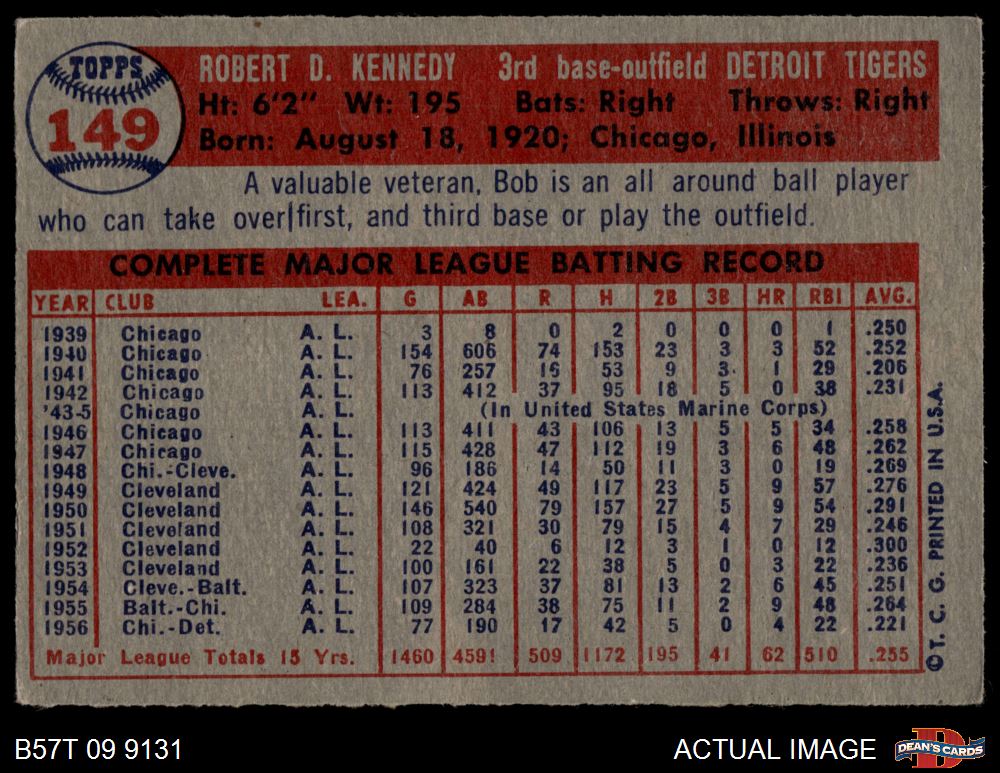 TOPPS
149
ROBERT D. KENNEDY 3rd base-outfield DETROIT TIGERS
Ht: 6'2" Wt: 195 Bats: Right Throws: Right
Born: August 18, 1920; Chicago, Illinois
A valuable veteran, Bob is an all around ball player
who can take over first, and third base or play the outfield.
COMPLETE MAJOR LEAGUE BATTING RECORD
YEAR CLUB LEA. G AB R H 2B 3B HR RBI AVG.
1939 Chicago A. L. 3 8 0 2 0 0 0 1 .250
1940 Chicago A. L. 154 606 74 153 23 3 3 52 .252
1941 Chicago A. L. 76 257 16 53 9 3 1 29 .206
1942 Chicago A. L. 113 412 37 95 18 5 0 38 .231
'43-5 Chicago A. L. (In United States Marine Corps)
1946 Chicago A. L. 113 411 43 106 13 5 5 34 .258
1947 Chicago A. L. 115 428 47 112 19 3 6 48 .262
1948 Chi.-Cleve. A. L. 96 186 14 50 11 3 0 19 .269
1949 Cleveland A. L. 121 424 49 117 23 5 9 57 .276
1950 Cleveland A. L. 146 540 79 157 27 5 9 54 .291
1951 Cleveland A. L. 108 321 30 79 15 4 7 29 .246
1952 Cleveland A. L. 22 40 6 12 3 1 0 12 .300
1953 Cleveland A. L. 100 161 22 38 5 0 3 22 .236
1954 Cleve.-Balt. A. L. 107 323 37 81 13 2 6 45 .251
1955 Balt.-Chi. A. L. 109 284 38 75 11 2 9 48 .264
1956 Chi.-Det. A. L. 77 190 17 42 5 0 4 22 .221
Major League Totals 15 Yrs. 1460 4591 509 1172 195 41 62 510 .255
© T. C. G. PRINTED IN U.S.A.
B57T 09 9131
ACTUAL IMAGE
DEAN'S CARDS